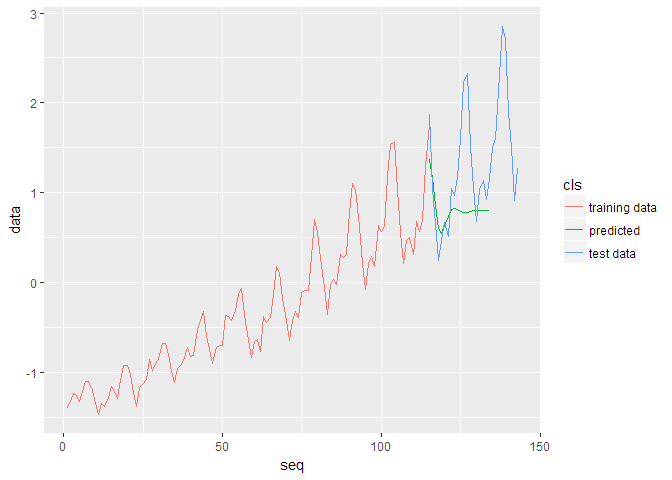 3
2
1
0
-1
data
0
50
100
150
seq
cls
training data
predicted
test data